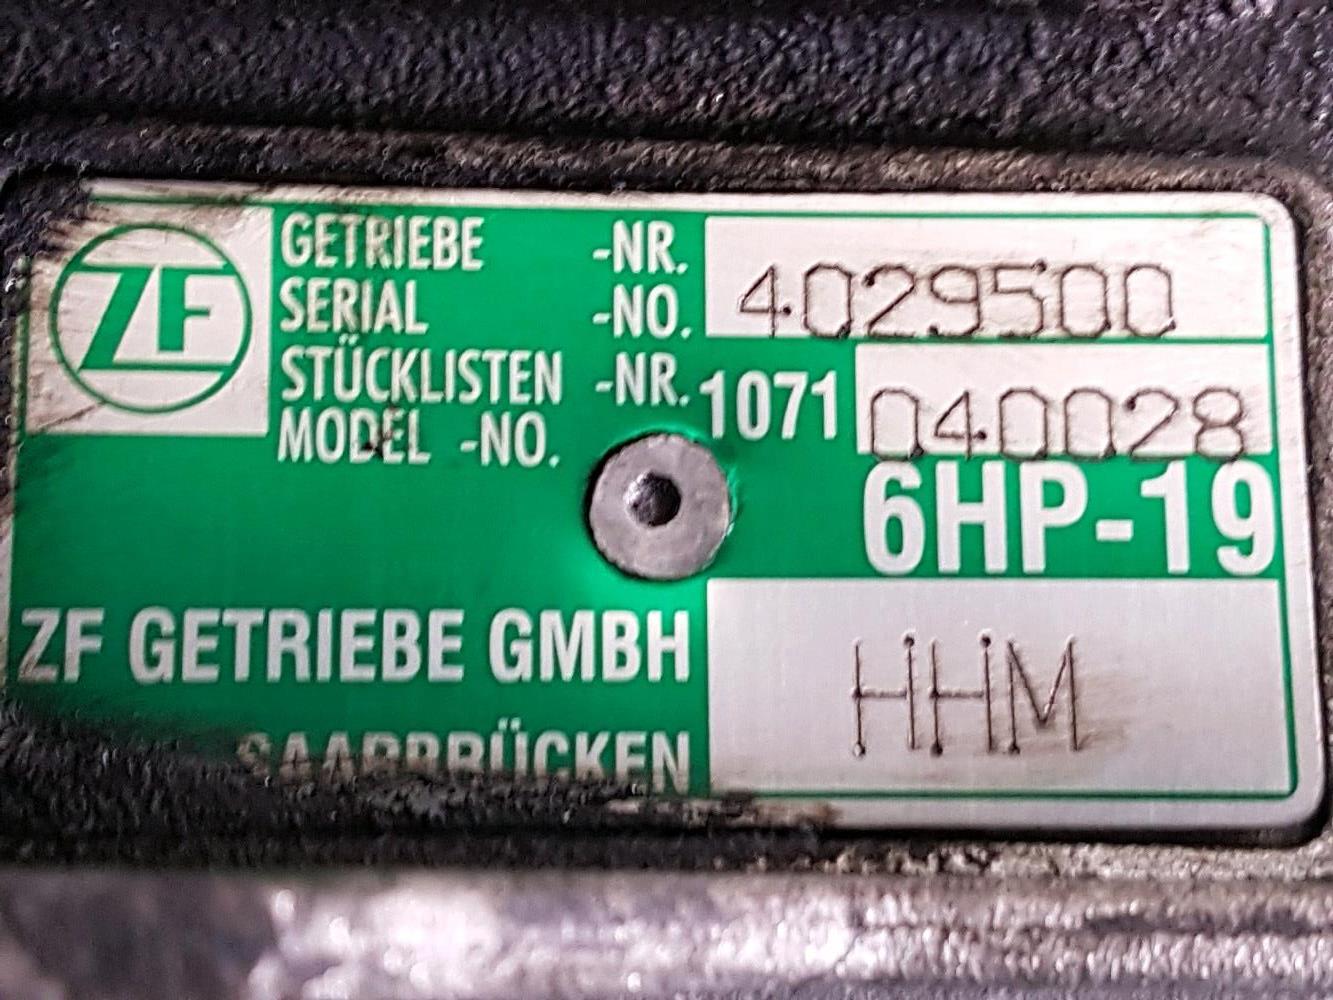 ZF
GETRIEBE -NR.
SERIAL -NO. 4029500
STÜCKLISTEN -NR. 1071 040028
MODEL -NO.
6HP-19
ZF GETRIEBE GMBH
SAARBRÜCKEN
HHM